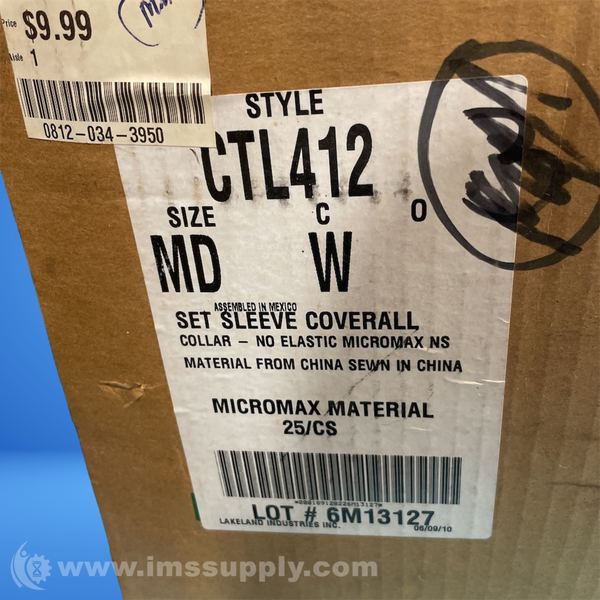 Price $9.99
Aisle 1
0812-034-3950
STYLE
CTL412
SIZE C O
MD W
ASSEMBLED IN MEXICO
SET SLEEVE COVERALL
COLLAR - NO ELASTIC MICROMAX NS
MATERIAL FROM CHINA SEWN IN CHINA
MICROMAX MATERIAL
25/CS
LOT # 6M13127
LAKELAND INDUSTRIES INC. 06/09/10
www.imssupply.com